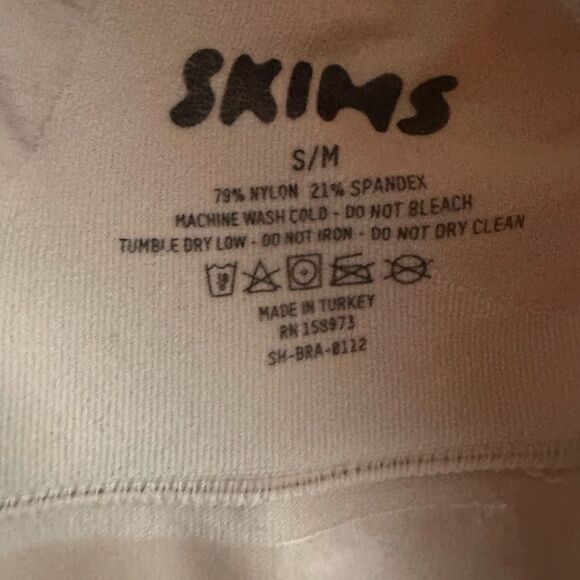 SKIMS
S/M
79% NYLON 21% SPANDEX
MACHINE WASH COLD - DO NOT BLEACH
TUMBLE DRY LOW - DO NOT IRON - DO NOT DRY CLEAN
MADE IN TURKEY
RN 158973
SH-BRA-0112